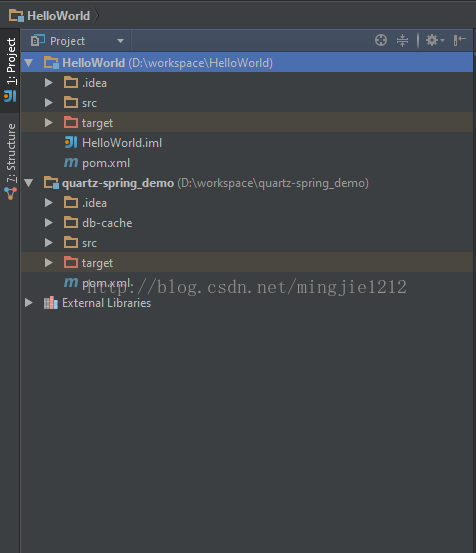 HelloWorld
1: Project
7: Structure
Project
HelloWorld (D:\workspace\HelloWorld)
.idea
src
target
HelloWorld.iml
pom.xml
quartz-spring_demo (D:\workspace\quartz-spring_demo)
.idea
db-cache
src
target
pom.xml
http://blog.csdn.net/mingjie1212
External Libraries